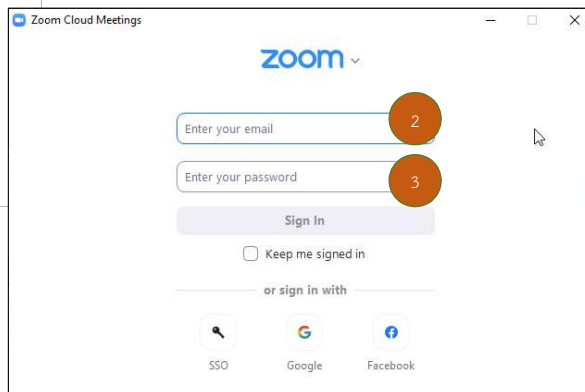 Zoom Cloud Meetings
zoom
Enter your email
2
Enter your password
3
Sign In
Keep me signed in
or sign in with
SSO Google Facebook